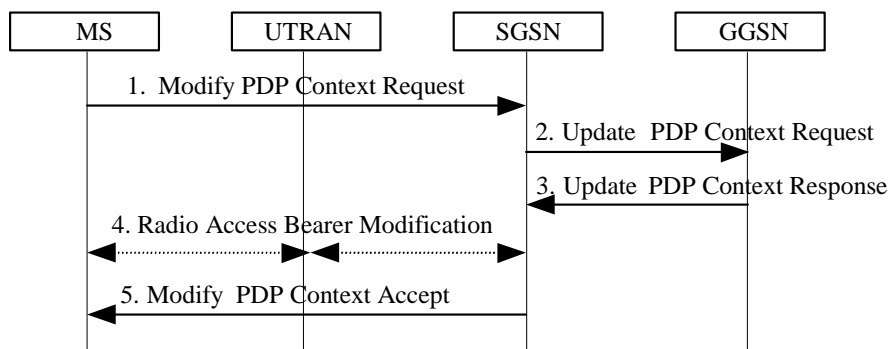 MS
UTRAN
SGSN
GGSN
1. Modify PDP Context Request
2. Update PDP Context Request
3. Update PDP Context Response
4. Radio Access Bearer Modification
5. Modify PDP Context Accept